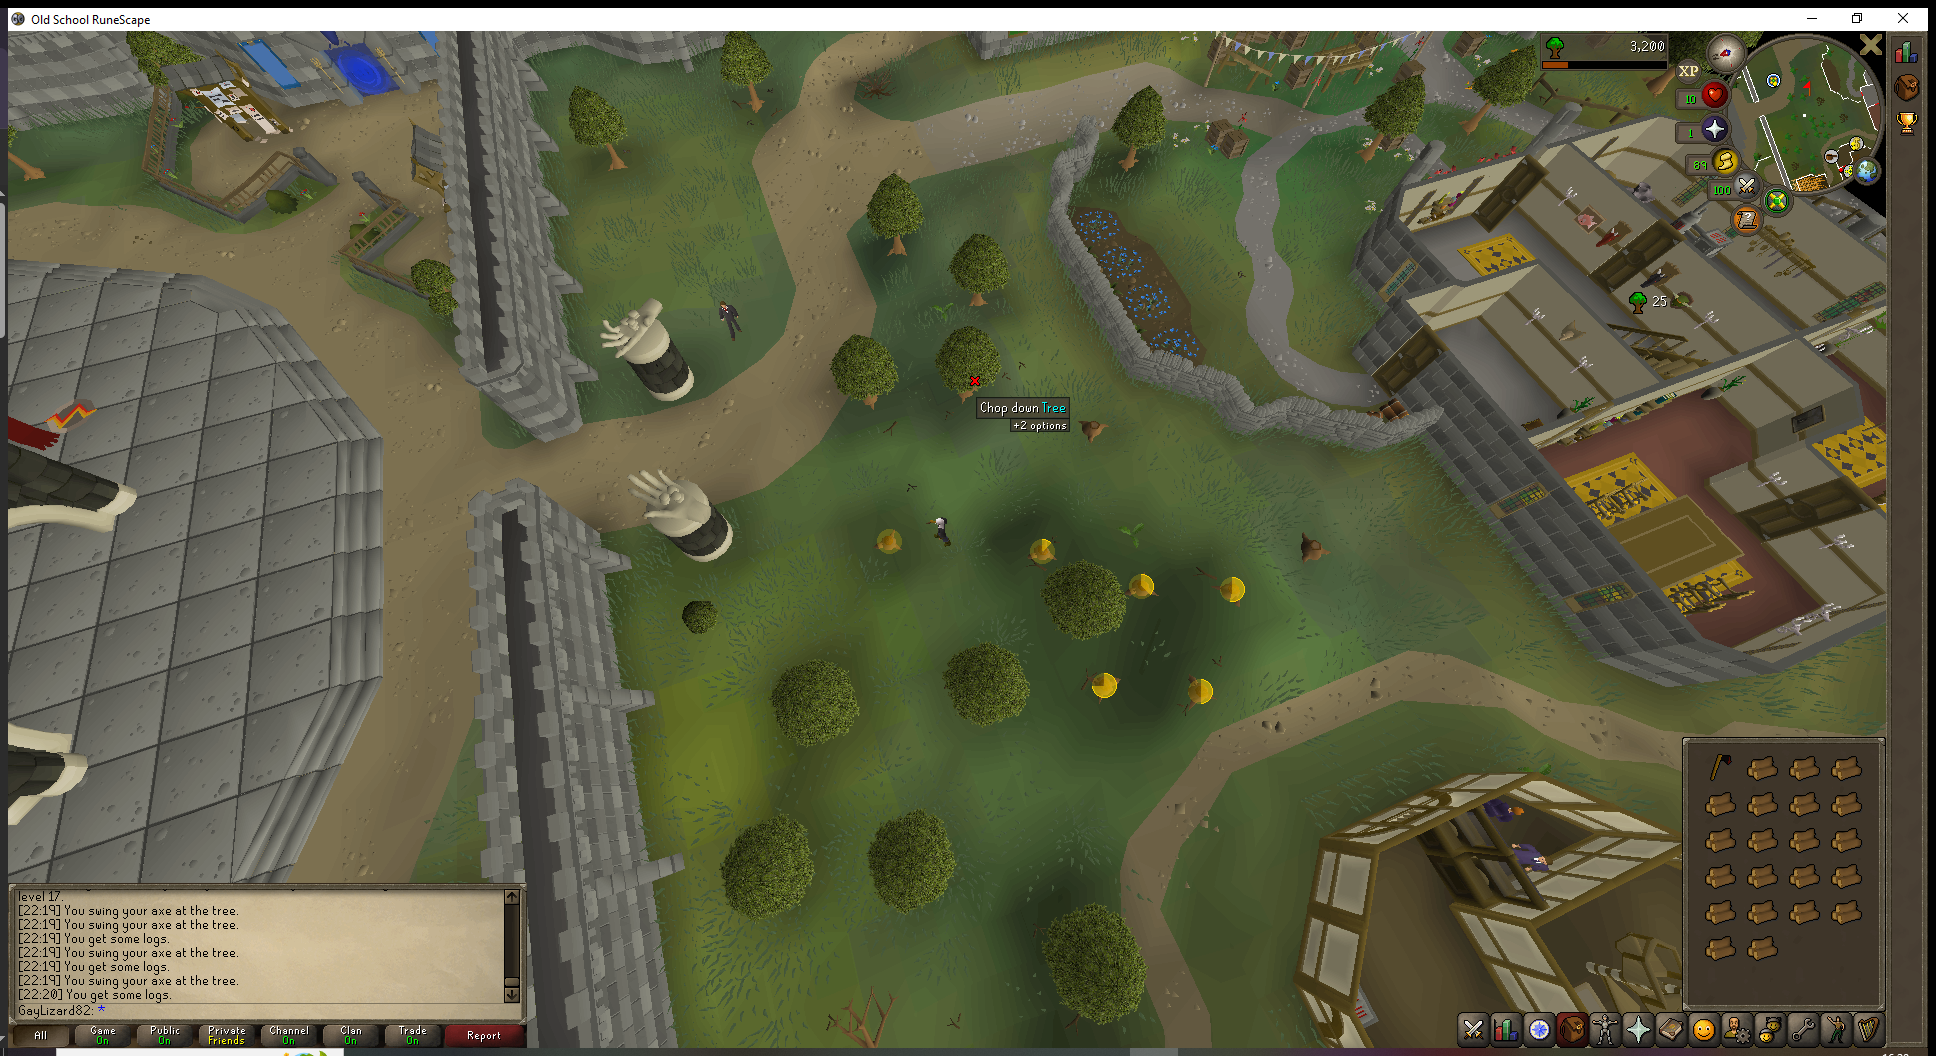 Old School RuneScape
3,200
XP
10
1
89
100
25
Chop down Tree
+2 options
level 17.
[22:19] You swing your axe at the tree.
[22:19] You swing your axe at the tree.
[22:19] You get some logs.
[22:19] You swing your axe at the tree.
[22:19] You get some logs.
[22:19] You swing your axe at the tree.
[22:20] You get some logs.
GayLizard82: *
All
Game
On
Public
On
Private
Friends
Channel
On
Clan
On
Trade
On
Report